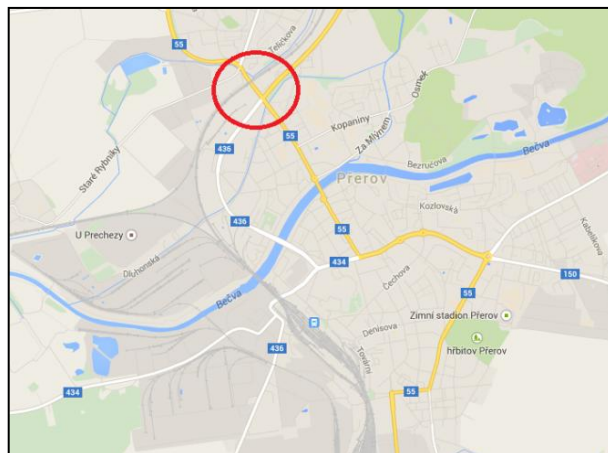 55
Teličkova
Osmek
Kopaniny
Za Mlýnem
436
55
Bezručova
Bečva
Staré Rybníky
Přerov
Kozlovská
436
Kabelíkova
U Prechezy
55
434
Dluhonská
Čechova
150
Bečva
55
Zimní stadion Přerov
Denisova
436
Tovární
hřbitov Přerov
434
55